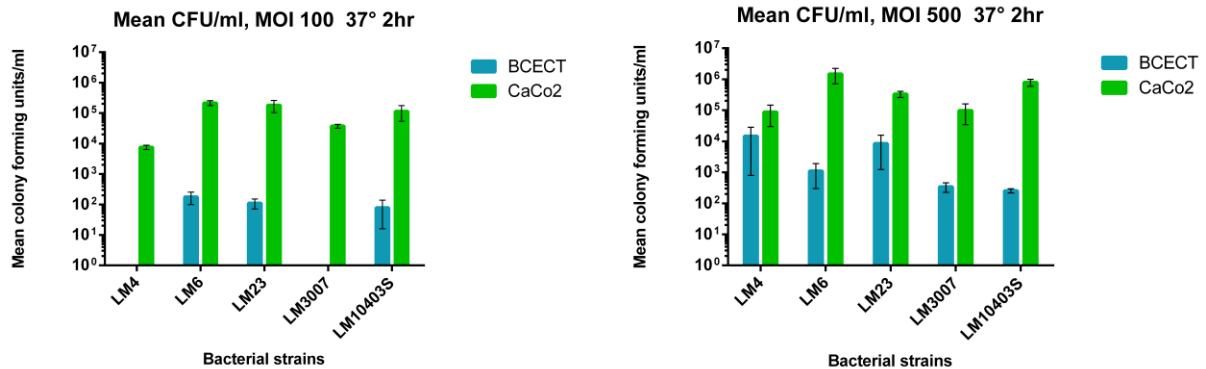 Mean CFU/ml, MOI 100 37° 2hr
Mean colony forming units/ml
10⁷
10⁶
10⁵
10⁴
10³
10²
10¹
10⁰
LM4
LM6
LM23
LM3007
LM10403S
Bacterial strains
BCECT
CaCo2
Mean CFU/ml, MOI 500 37° 2hr
Mean colony forming units/ml
10⁷
10⁶
10⁵
10⁴
10³
10²
10¹
10⁰
LM4
LM6
LM23
LM3007
LM10403S
Bacterial strains
BCECT
CaCo2